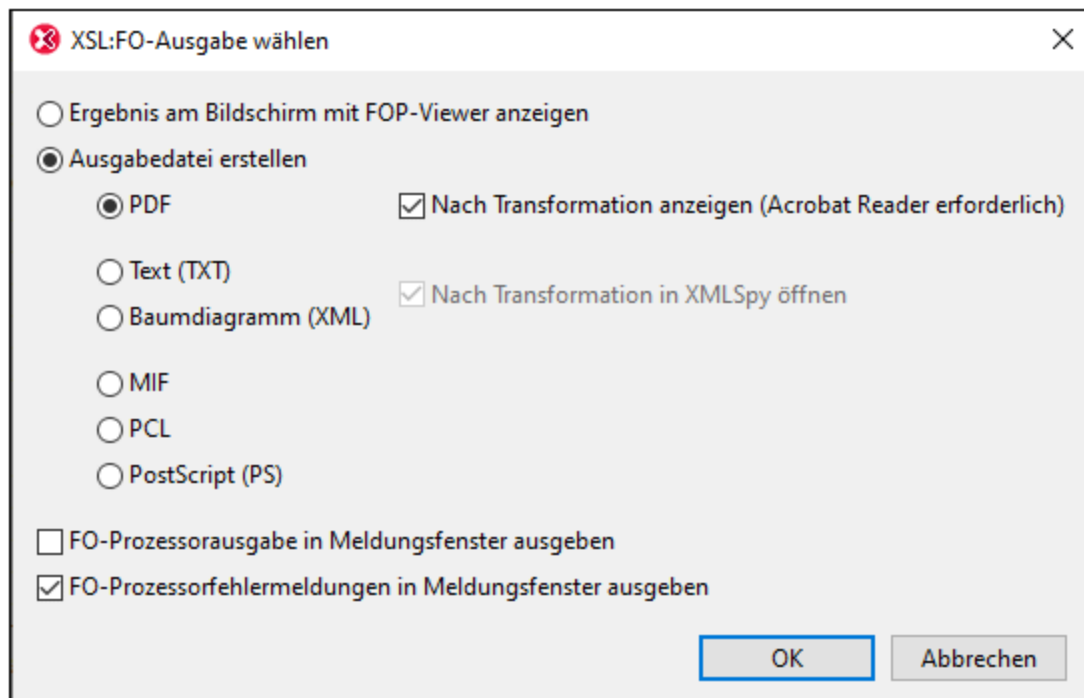 XSL:FO-Ausgabe wählen
Ergebnis am Bildschirm mit FOP-Viewer anzeigen
Ausgabedatei erstellen
PDF
Nach Transformation anzeigen (Acrobat Reader erforderlich)
Text (TXT)
Nach Transformation in XMLSpy öffnen
Baumdiagramm (XML)
MIF
PCL
PostScript (PS)
FO-Prozessorausgabe in Meldungsfenster ausgeben
FO-Prozessorfehlermeldungen in Meldungsfenster ausgeben
OK
Abbrechen